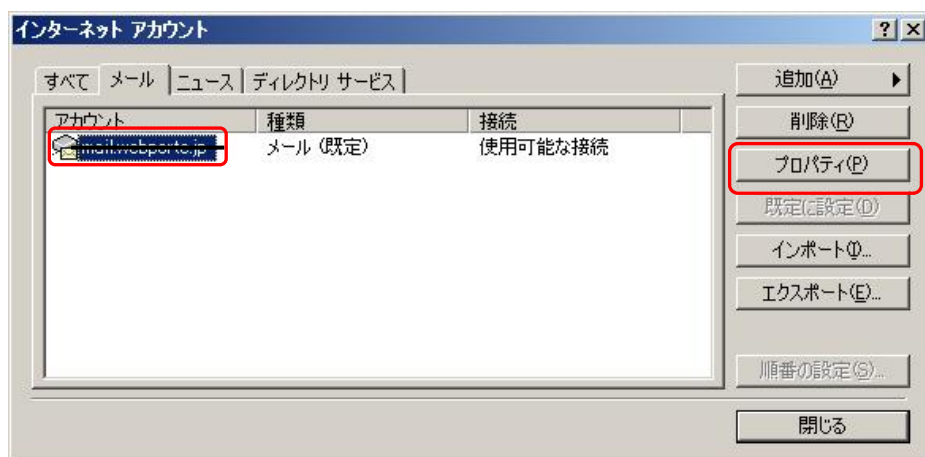 インターネット アカウント
すべて メール ニュース ディレクトリ サービス
アカウント 種類 接続
mail.webporte.jp メール (既定) 使用可能な接続
追加(A)
削除(R)
プロパティ(P)
既定に設定(D)
インポート(I)...
エクスポート(E)...
順番の設定(S)...
閉じる